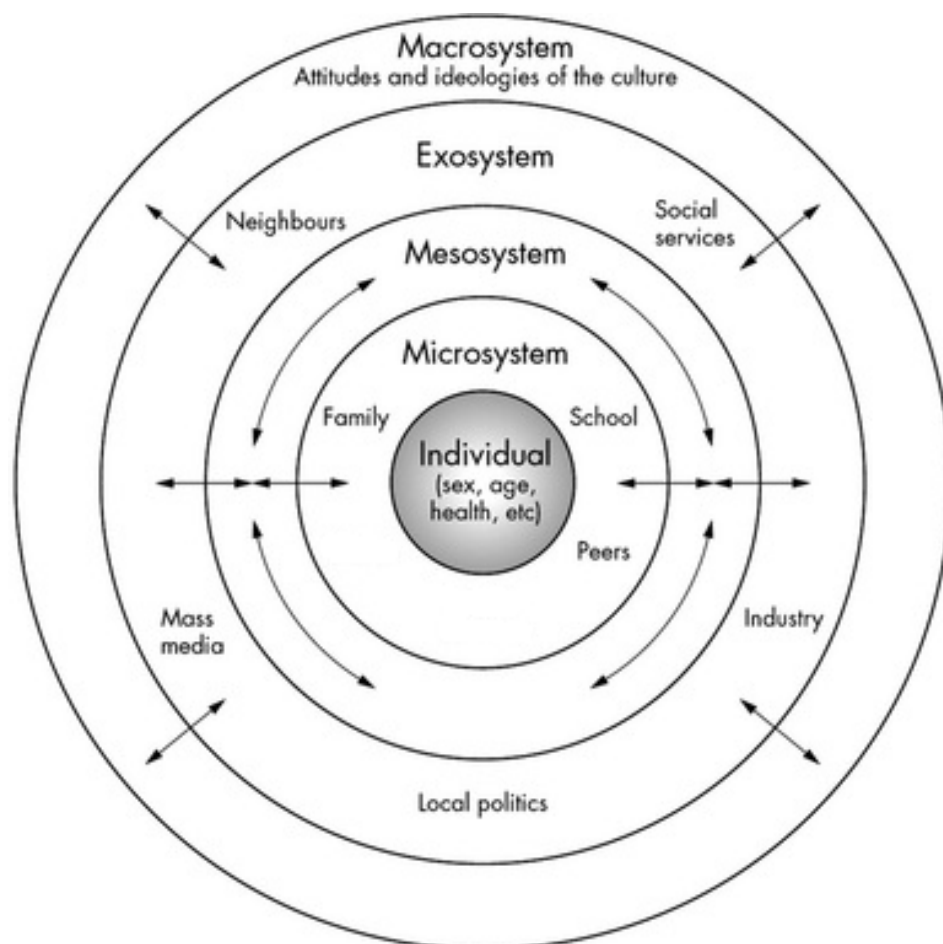 Macrosystem
Attitudes and ideologies of the culture
Exosystem
Neighbours
Social
services
Mesosystem
Microsystem
Family
School
Individual
(sex, age,
health, etc)
Peers
Mass
media
Industry
Local politics